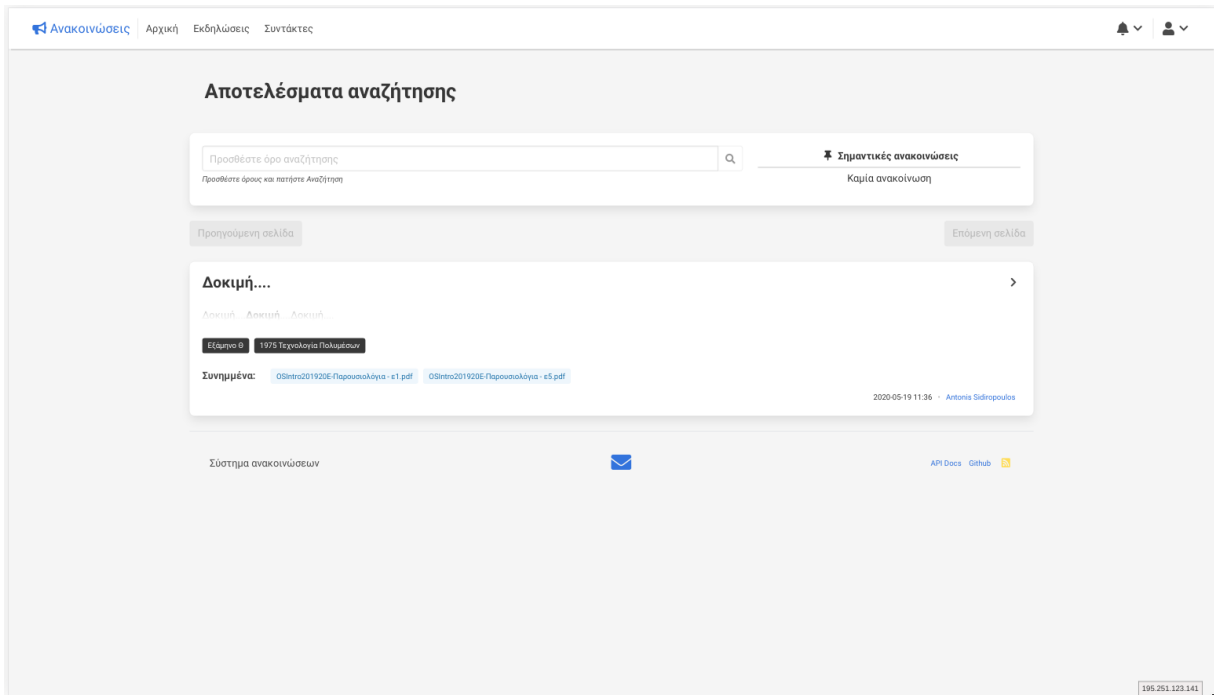 Ανακοινώσεις Αρχική Εκδηλώσεις Συντάκτες
Αποτελέσματα αναζήτησης
Προσθέστε όρο αναζήτησης
Προσθέστε όρους και πατήστε Αναζήτηση
Σημαντικές ανακοινώσεις
Καμία ανακοίνωση
Προηγούμενη σελίδα Επόμενη σελίδα
Δοκιμή....
Δοκιμή... Δοκιμή... Δοκιμή....
Εξάμηνο Θ 1975 Τεχνολογία Πολυμέσων
Συνημμένα: OSIntro201920E-Παρουσιολόγια - ε1.pdf OSIntro201920E-Παρουσιολόγια - ε5.pdf
2020-05-19 11:36 · Antonis Sidiropoulos
Σύστημα ανακοινώσεων API Docs Github
195.251.123.141